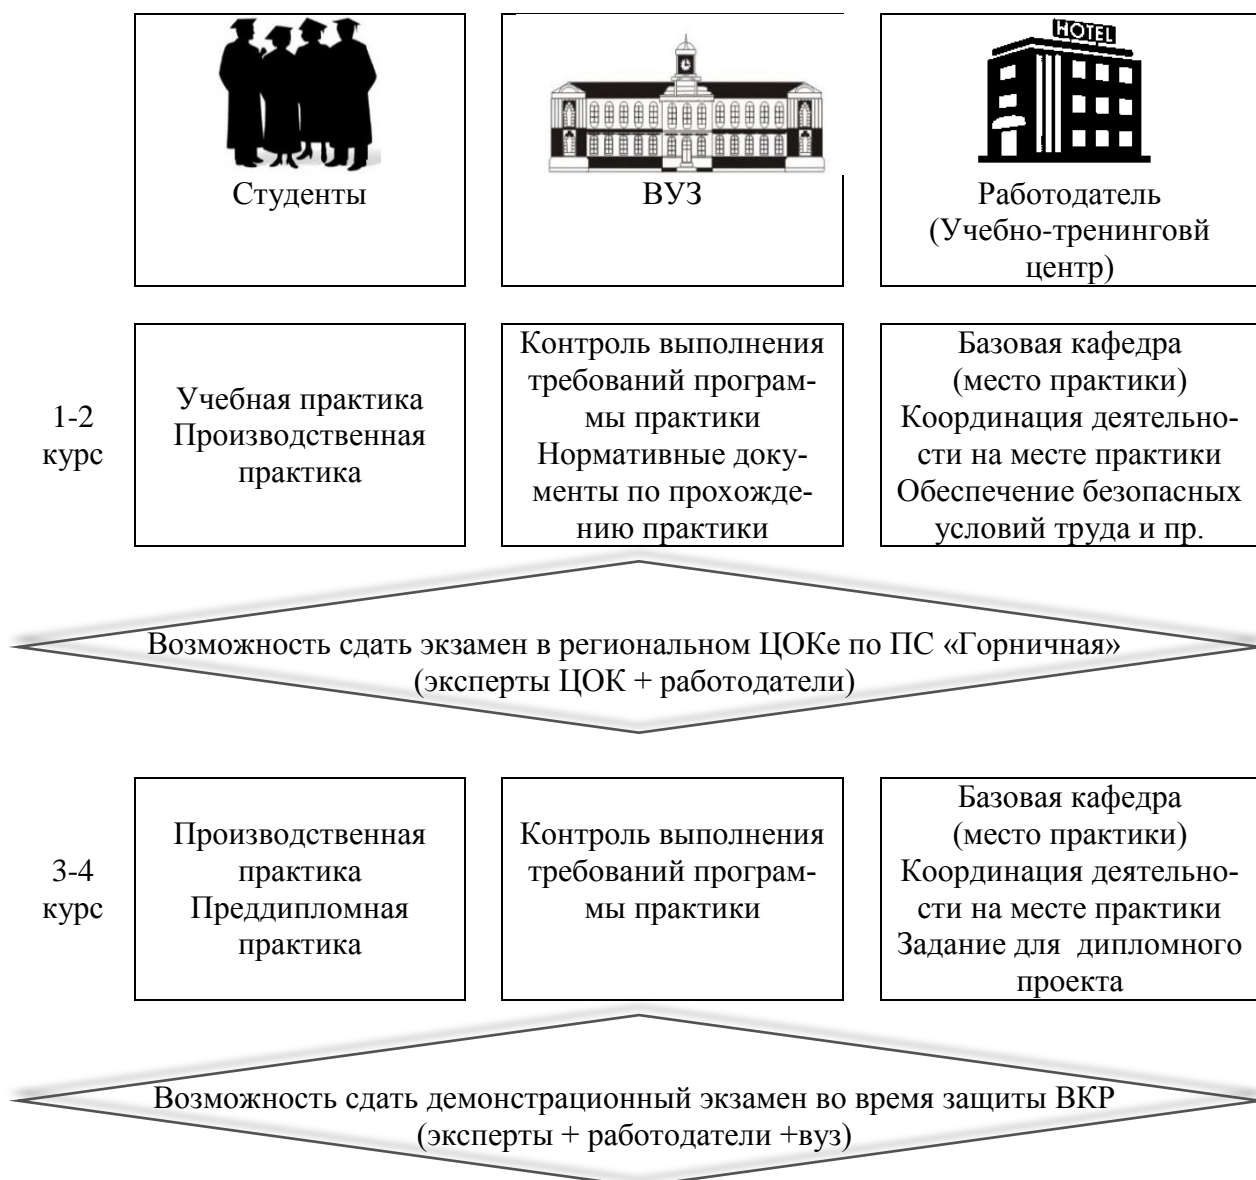 HOTEL
Студенты
ВУЗ
Работодатель
(Учебно-тренинговй
центр)
1-2
курс
Учебная практика
Производственная
практика
Контроль выполнения
требований програм-
мы практики
Нормативные доку-
менты по прохожде-
нию практики
Базовая кафедра
(место практики)
Координация деятельно-
сти на месте практики
Обеспечение безопасных
условий труда и пр.
Возможность сдать экзамен в региональном ЦОКе по ПС «Горничная»
(эксперты ЦОК + работодатели)
3-4
курс
Производственная
практика
Преддипломная
практика
Контроль выполнения
требований програм-
мы практики
Базовая кафедра
(место практики)
Координация деятельно-
сти на месте практики
Задание для  дипломного
проекта
Возможность сдать демонстрационный экзамен во время защиты ВКР
(эксперты + работодатели +вуз)